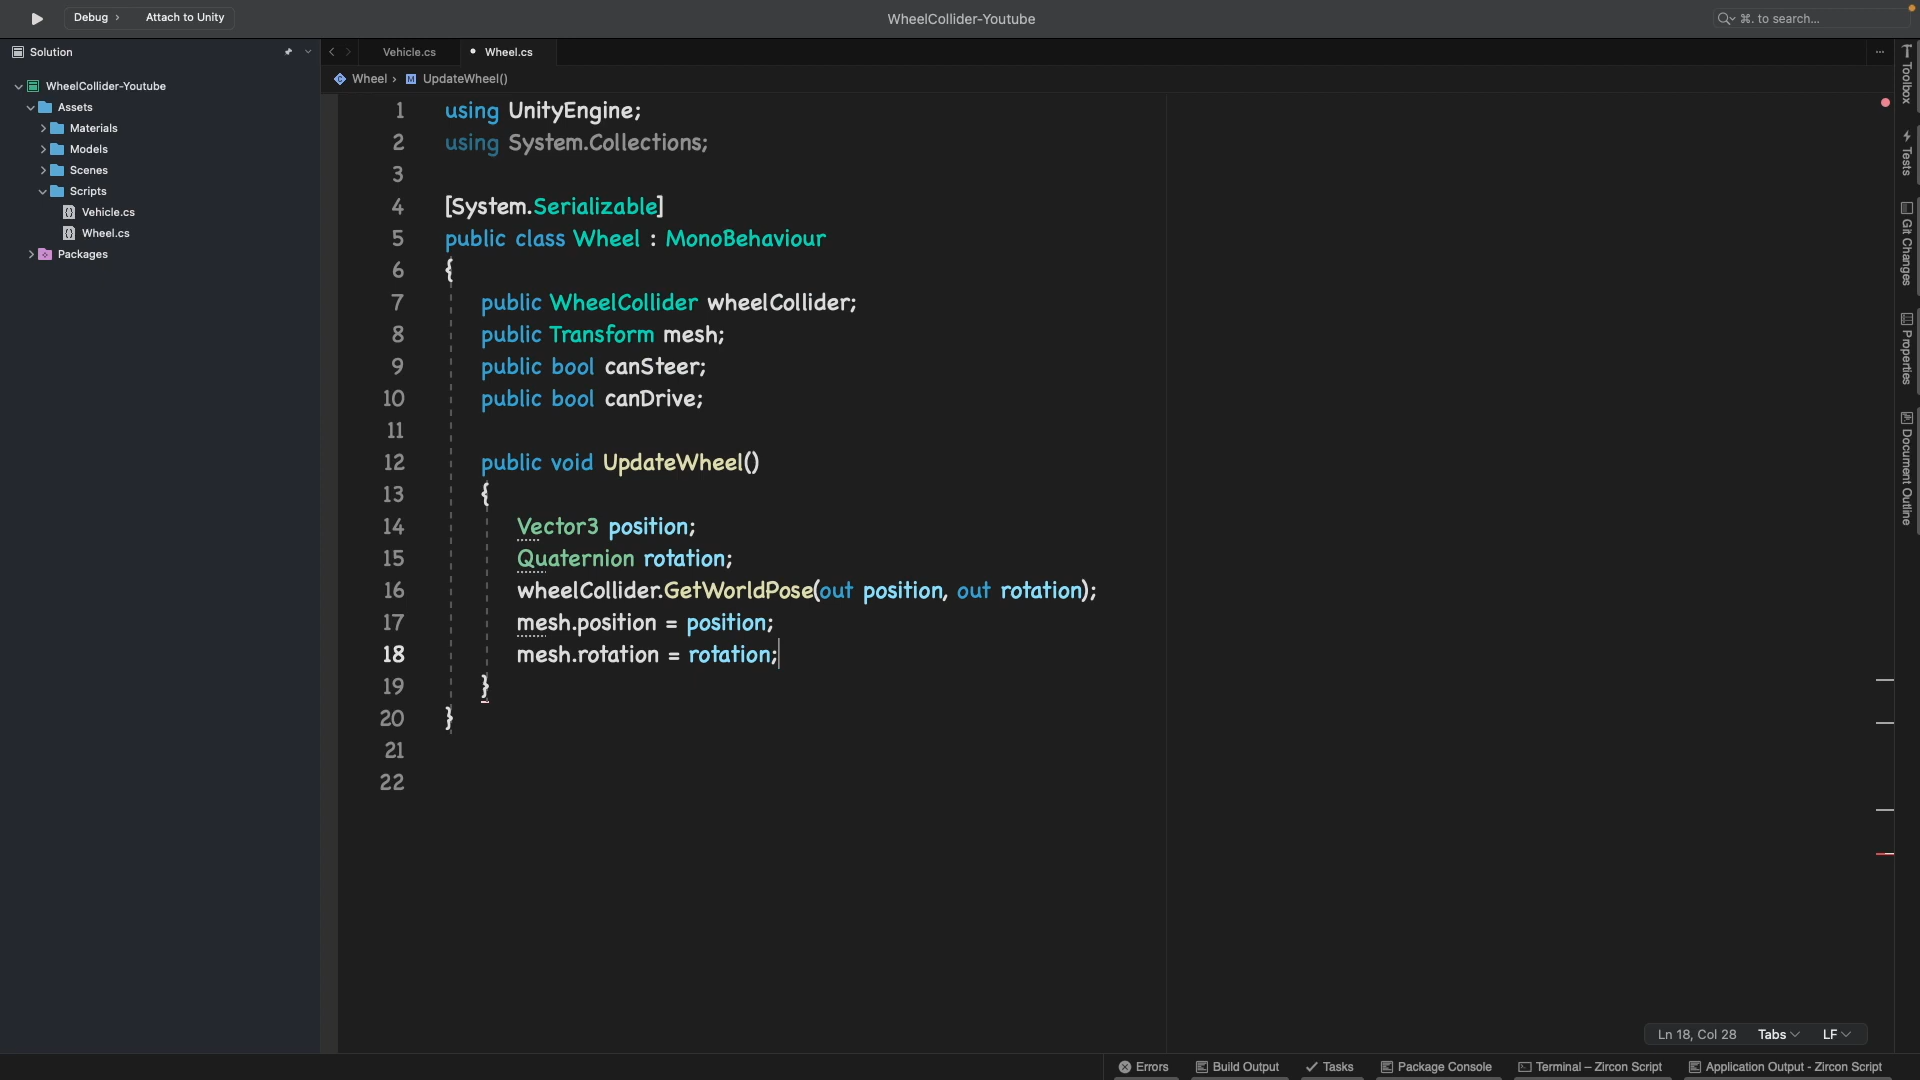 Debug › Attach to Unity
WheelCollider-Youtube
⌘. to search...
Solution
Vehicle.cs
Wheel.cs
Wheel › UpdateWheel()
WheelCollider-Youtube
Assets
Materials
Models
Scenes
Scripts
Vehicle.cs
Wheel.cs
Packages
1 using UnityEngine;
2 using System.Collections;
3
4 [System.Serializable]
5 public class Wheel : MonoBehaviour
6 {
7 public WheelCollider wheelCollider;
8 public Transform mesh;
9 public bool canSteer;
10 public bool canDrive;
11
12 public void UpdateWheel()
13 {
14 Vector3 position;
15 Quaternion rotation;
16 wheelCollider.GetWorldPose(out position, out rotation);
17 mesh.position = position;
18 mesh.rotation = rotation;
19 }
20 }
21
22
Toolbox
Tests
Git Changes
Properties
Document Outline
Ln 18, Col 28 Tabs LF
Errors Build Output Tasks Package Console Terminal – Zircon Script Application Output - Zircon Script